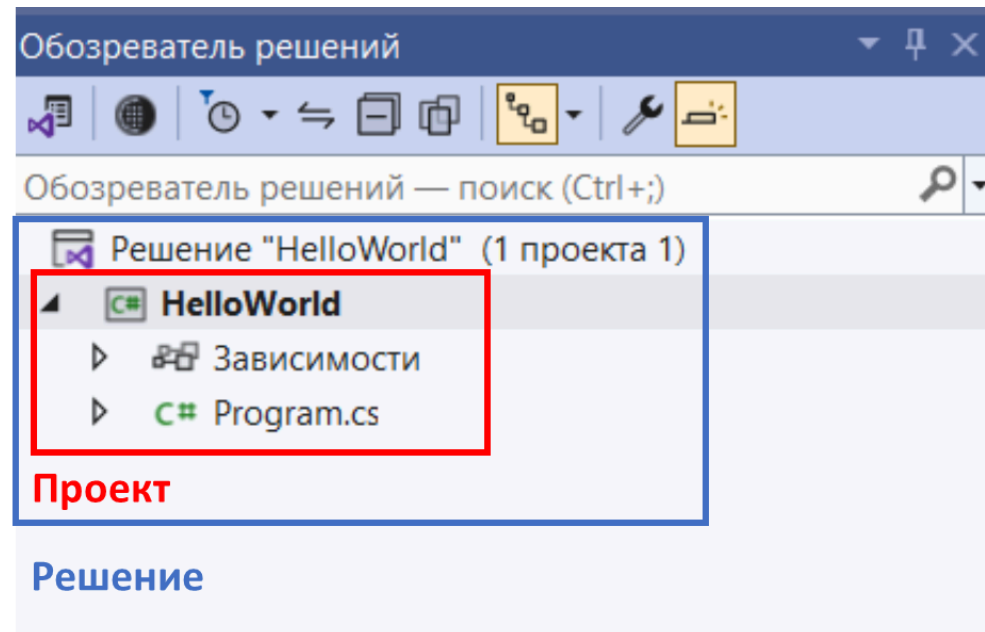 Обозреватель решений
Обозреватель решений — поиск (Ctrl+;)
Решение "HelloWorld" (1 проекта 1)
C# HelloWorld
Зависимости
C# Program.cs
Проект
Решение